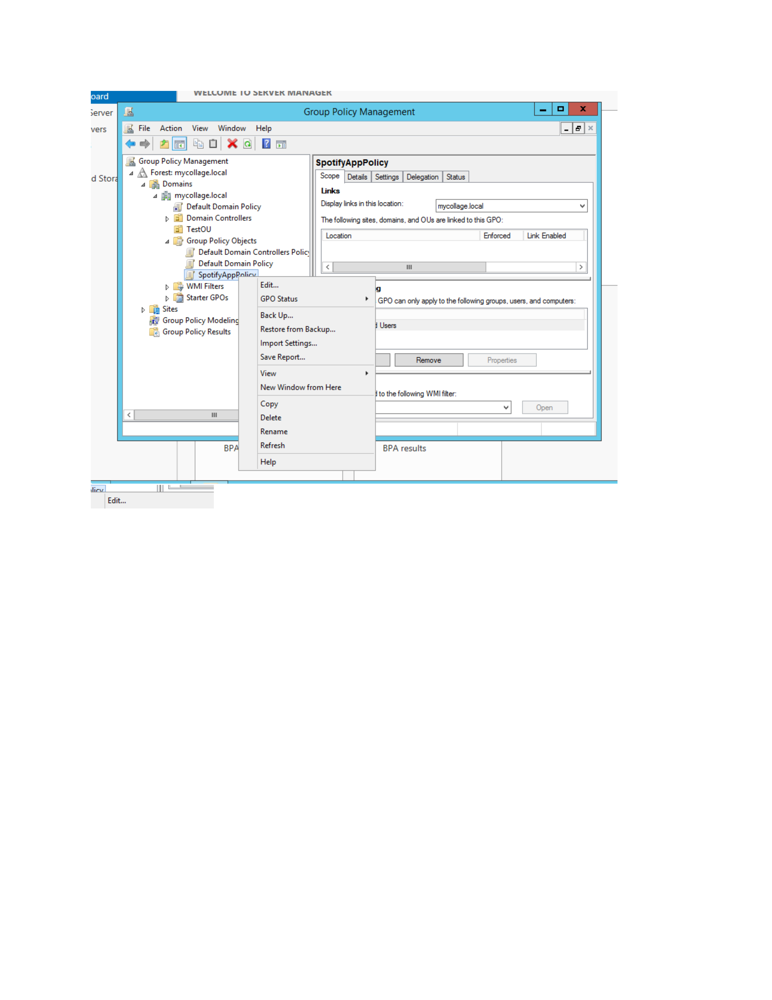 WELCOME TO SERVER MANAGER
oard
Server
vers
d Stora
Group Policy Management
File Action View Window Help
Group Policy Management
Forest: mycollage.local
Domains
mycollage.local
Default Domain Policy
Domain Controllers
TestOU
Group Policy Objects
Default Domain Controllers Policy
Default Domain Policy
SpotifyAppPolicy
WMI Filters
Starter GPOs
Sites
Group Policy Modeling
Group Policy Results
SpotifyAppPolicy
Scope Details Settings Delegation Status
Links
Display links in this location: mycollage.local
The following sites, domains, and OUs are linked to this GPO:
Location Enforced Link Enabled
g
GPO can only apply to the following groups, users, and computers:
d Users
Remove Properties
d to the following WMI filter:
Open
Edit...
GPO Status
Back Up...
Restore from Backup...
Import Settings...
Save Report...
View
New Window from Here
Copy
Delete
Rename
Refresh
Help
BPA
BPA results
licy
Edit...